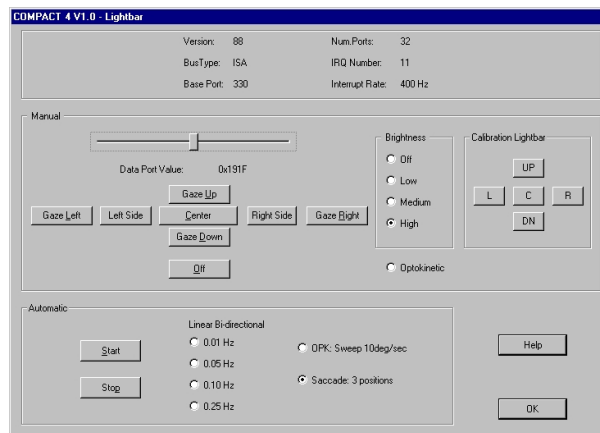 COMPACT 4 V1.0 - Lightbar
Version: 88 Num.Ports: 32
BusType: ISA IRQ Number: 11
Base Port: 330 Interrupt Rate: 400 Hz
Manual
Brightness
Calibration Lightbar
Off
Low
Medium
High
UP
L C R
DN
Data Port Value: 0x191F
Gaze Up
Gaze Left Left Side Center Right Side Gaze Right
Gaze Down
Off
Optokinetic
Automatic
Linear Bi-directional
Start
Stop
0.01 Hz
0.05 Hz
0.10 Hz
0.25 Hz
OPK: Sweep 10deg/sec
Saccade: 3 positions
Help
OK